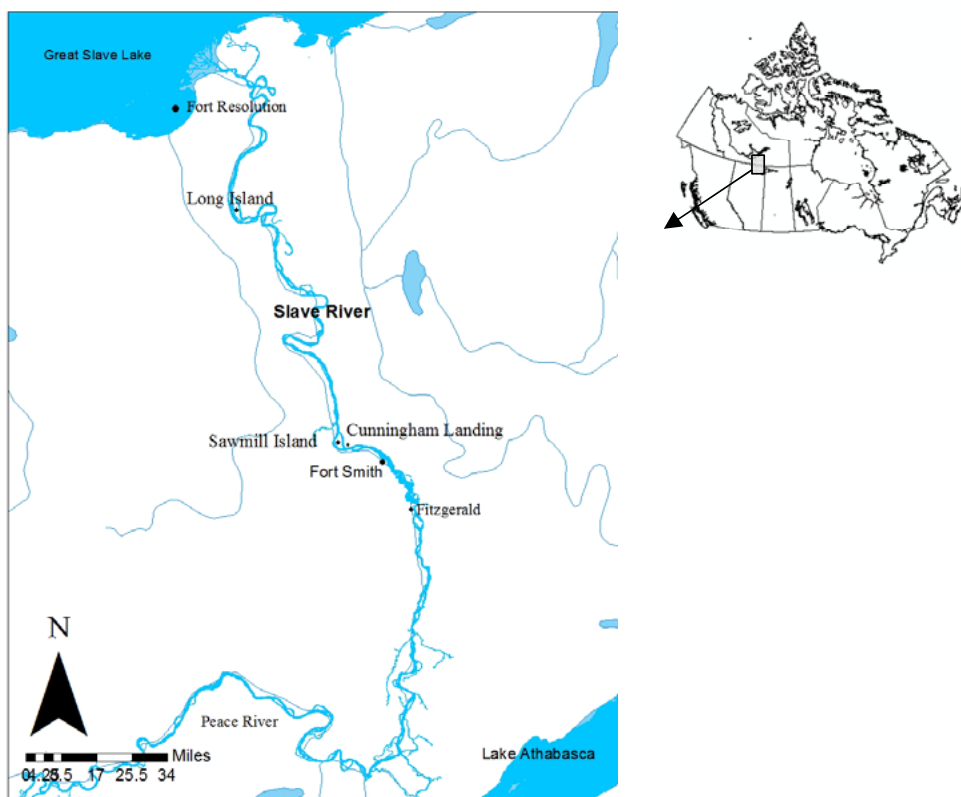 Great Slave Lake
Fort Resolution
Long Island
Slave River
Cunningham Landing
Sawmill Island
Fort Smith
Fitzgerald
N
Peace River
Miles
Lake Athabasca
17 25.5 34